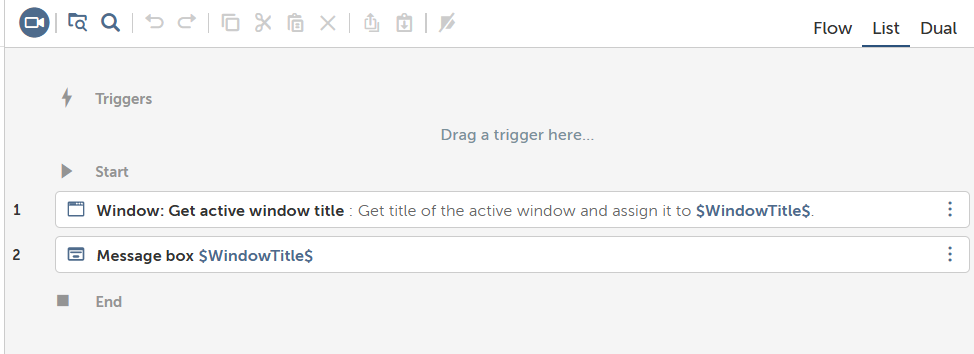 Flow List Dual
Triggers
Drag a trigger here...
Start
1 Window: Get active window title : Get title of the active window and assign it to $WindowTitle$.
2 Message box $WindowTitle$
End